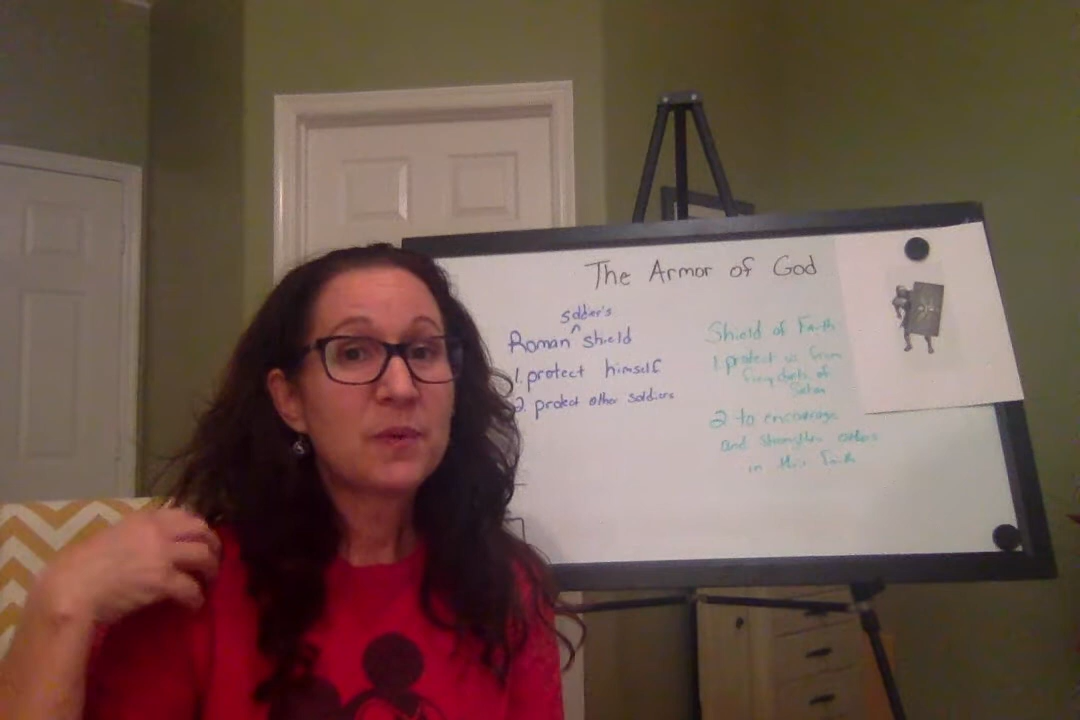 The Armor of God
soldier's
Roman ^ shield
1. protect himself
2. protect other soldiers
Shield of Faith
1. protect us from
fiery darts of
Satan
2 to encourage
and strengthen others
in their Faith